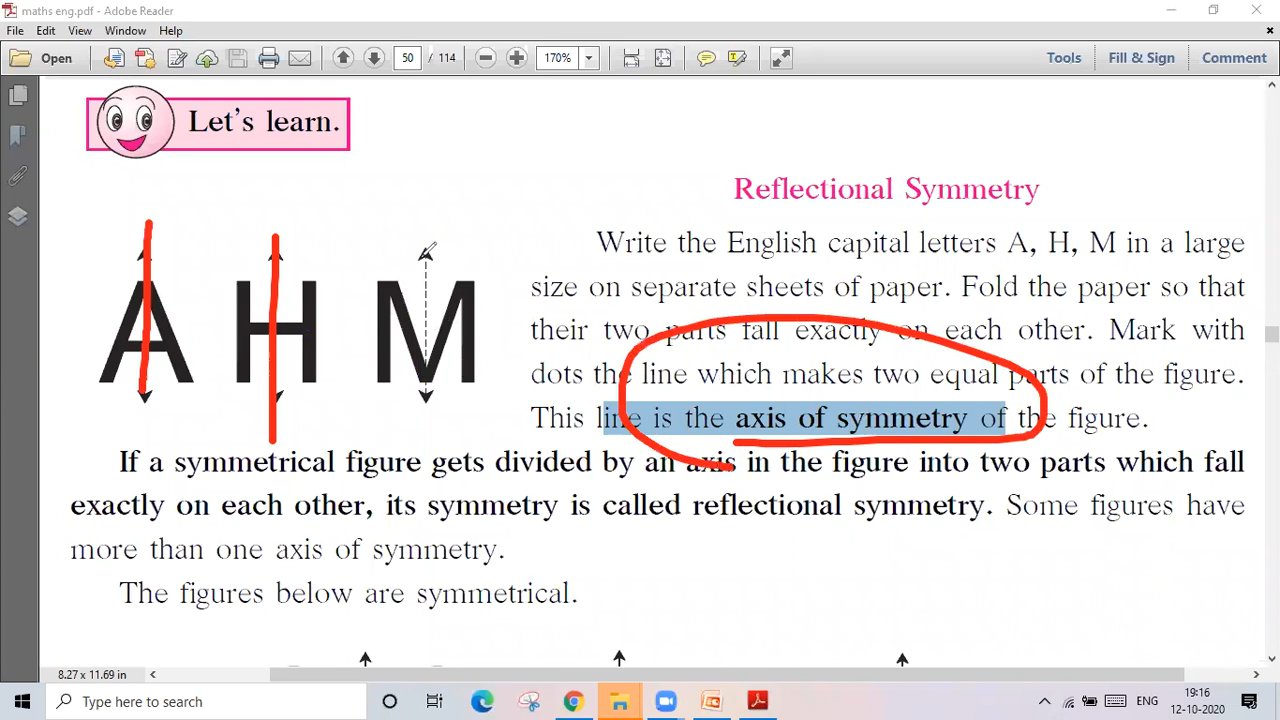 maths eng.pdf - Adobe Reader
File Edit View Window Help
Open 50 / 114 170% Tools Fill & Sign Comment
Let's learn.
Reflectional Symmetry
A H M
Write the English capital letters A, H, M in a large
size on separate sheets of paper. Fold the paper so that
their two parts fall exactly on each other. Mark with
dots the line which makes two equal parts of the figure.
This line is the axis of symmetry of the figure.
If a symmetrical figure gets divided by an axis in the figure into two parts which fall
exactly on each other, its symmetry is called reflectional symmetry. Some figures have
more than one axis of symmetry.
The figures below are symmetrical.
8.27 x 11.69 in
Type here to search
ENG
19:16
12-10-2020